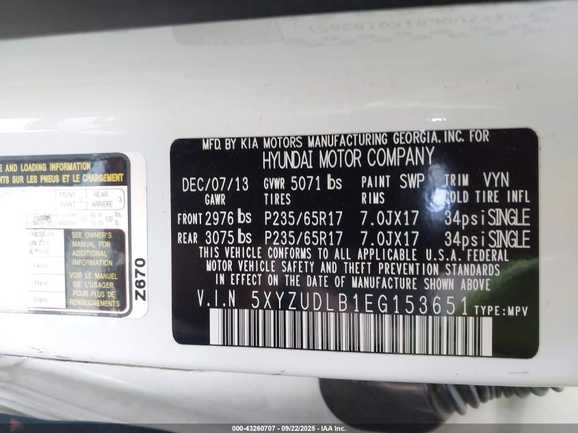 MFD. BY KIA MOTORS MANUFACTURING GEORGIA, INC. FOR
HYUNDAI MOTOR COMPANY
DEC/07/13 GVWR 5071 lbs PAINT SWP TRIM VYN
GAWR TIRES RIMS COLD TIRE INFL
FRONT 2976 lbs P235/65R17 7.0JX17 34psi SINGLE
REAR 3075 lbs P235/65R17 7.0JX17 34psi SINGLE
THIS VEHICLE CONFORMS TO ALL APPLICABLE U.S.A. FEDERAL
MOTOR VEHICLE SAFETY, BUMPER, AND THEFT PREVENTION
STANDARDS IN EFFECT ON THE DATE OF MANUFACTURE SHOWN ABOVE.
V.I.N 5XYZUDLB1EG153651 TYPE:MPV
E AND LOADING INFORMATION
NTS SUR LES PNEUS ET LE CHARGEMENT
FRONT REAR
ARRIÈRE
SEE OWNER'S
MANUAL FOR
ADDITIONAL
INFORMATION
VOIR LE MANUEL
DE L'USAGER
POUR PLUS DE
RENSEIGNEMENTS
Z670
000-43260707 - 09/22/2025 - IAA Inc.